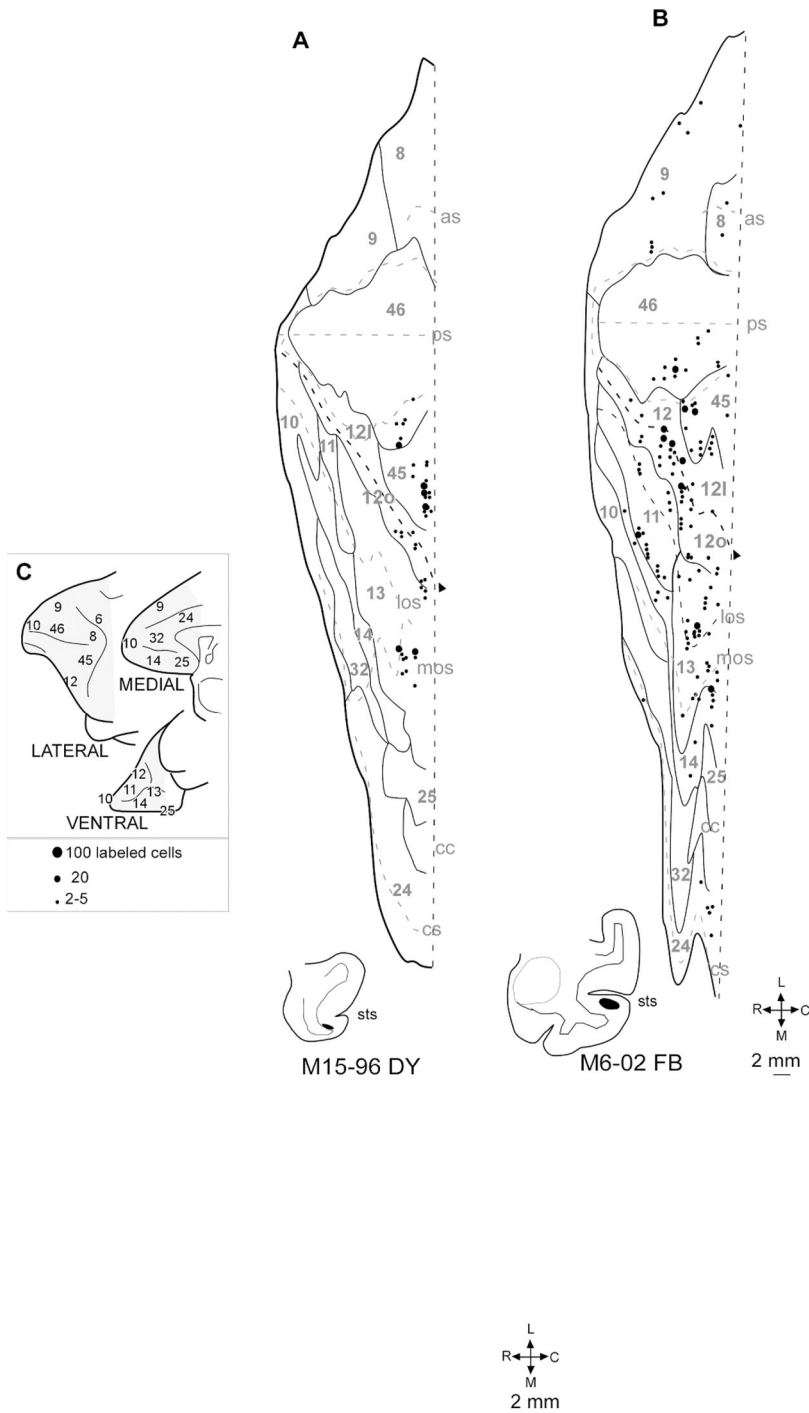 A
8
as
9
46
ps
10
12l
11
45
12o
13
los
14
32
mos
25
cc
24
cs
sts
M15-96 DY
B
9
8
as
46
ps
45
12
12l
10
11
12o
los
13
mos
14
25
cc
32
24
cs
sts
M6-02 FB
L
R
C
M
2 mm
C
9
10
46
6
8
45
12
LATERAL
9
24
10
32
14
25
MEDIAL
12
11
13
10
14
25
VENTRAL
100 labeled cells
20
2-5
L
R
C
M
2 mm